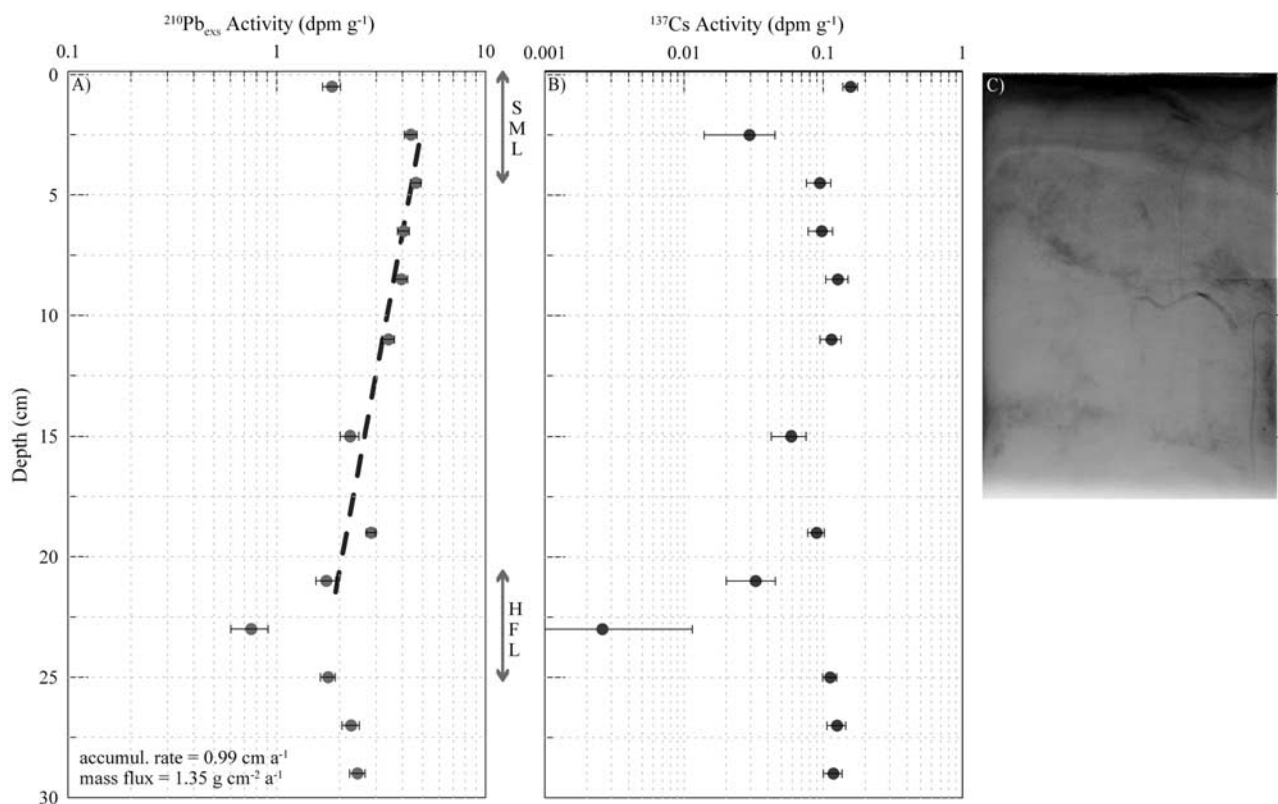 ²¹⁰Pbₑₓₛ Activity (dpm g⁻¹)
0.1 1 10
¹³⁷Cs Activity (dpm g⁻¹)
0.001 0.01 0.1 1
Depth (cm)
0
5
10
15
20
25
30
A)
accumul. rate = 0.99 cm a⁻¹
mass flux = 1.35 g cm⁻² a⁻¹
S
M
L
H
F
L
B)
C)